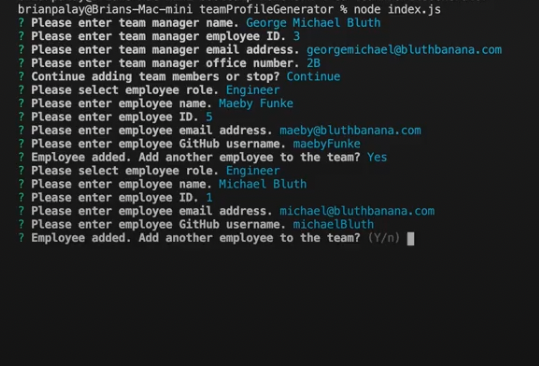 brianpalay@Brians-Mac-mini teamProfileGenerator % node index.js
? Please enter team manager name. George Michael Bluth
? Please enter team manager employee ID. 3
? Please enter team manager email address. georgemichael@bluthbanana.com
? Please enter team manager office number. 2B
? Continue adding team members or stop? Continue
? Please select employee role. Engineer
? Please enter employee name. Maeby Funke
? Please enter employee ID. 5
? Please enter employee email address. maeby@bluthbanana.com
? Please enter employee GitHub username. maebyFunke
? Employee added. Add another employee to the team? Yes
? Please select employee role. Engineer
? Please enter employee name. Michael Bluth
? Please enter employee ID. 1
? Please enter employee email address. michael@bluthbanana.com
? Please enter employee GitHub username. michaelBluth
? Employee added. Add another employee to the team? (Y/n)